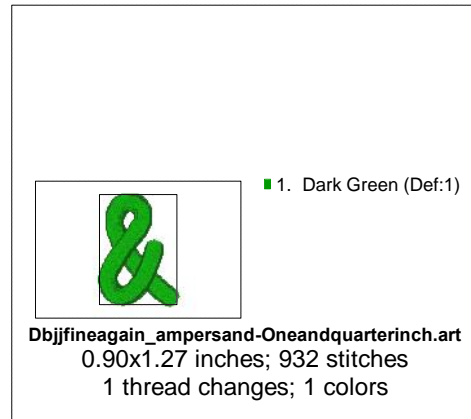 1. Dark Green (Def:1)
&
Dbjjfineagain_ampersand-Oneandquarterinch.art
0.90x1.27 inches; 932 stitches
1 thread changes; 1 colors